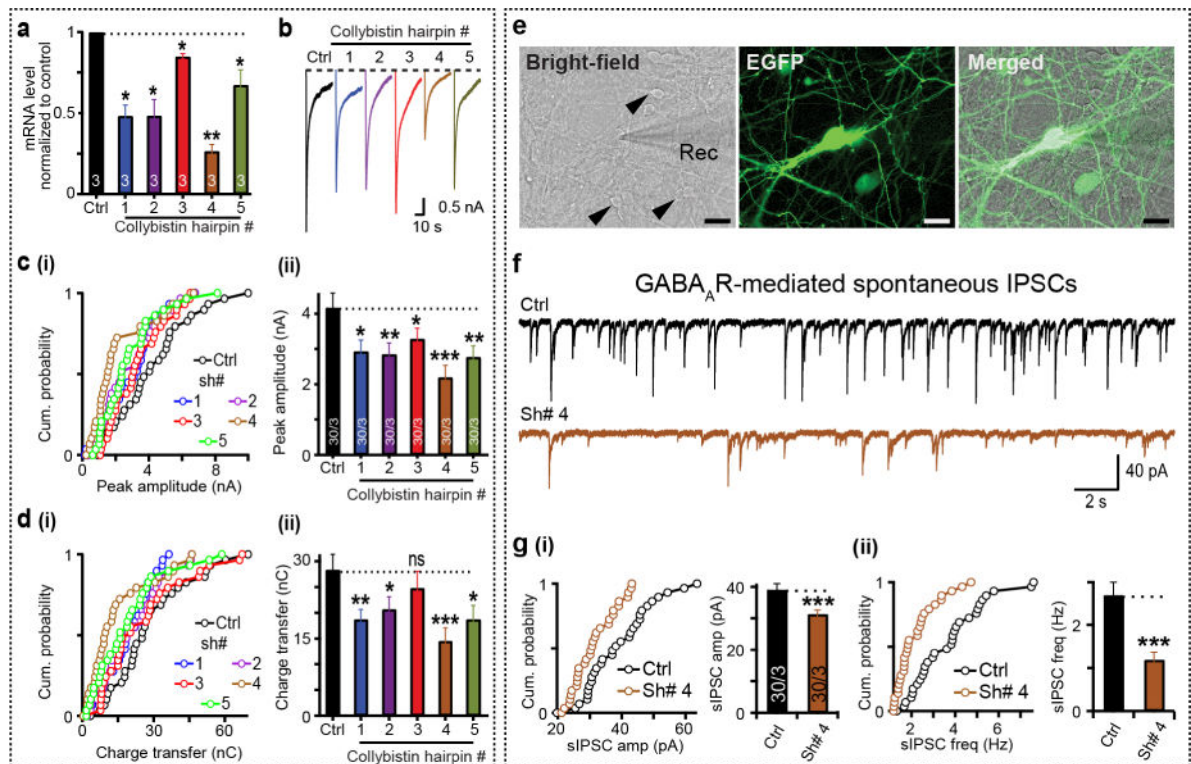 a
mRNA level
normalized to control
1
0.5
0
*
*
*
**
*
3
3
3
3
3
3
Ctrl
1
2
3
4
5
Collybistin hairpin #
b
Collybistin hairpin #
Ctrl
1
2
3
4
5
0.5 nA
10 s
c (i)
Cum. probability
1
0
0
4
8
Peak amplitude (nA)
Ctrl
sh#
1
2
3
4
5
(ii)
Peak amplitude (nA)
4
2
0
*
**
*
***
**
30/3
30/3
30/3
30/3
30/3
30/3
Ctrl
1
2
3
4
5
Collybistin hairpin #
d (i)
Cum. probability
1
0
0
30
60
Charge transfer (nC)
Ctrl
sh#
1
2
3
4
5
(ii)
Charge transfer (nC)
30
15
0
**
*
ns
***
*
Ctrl
1
2
3
4
5
Collybistin hairpin #
e
Bright-field
Rec
EGFP
Merged
f
GABAAR-mediated spontaneous IPSCs
Ctrl
Sh# 4
40 pA
2 s
g (i)
Cum. probability
1
0
20
40
60
sIPSC amp (pA)
Ctrl
Sh# 4
sIPSC amp (pA)
40
20
0
***
30/3
30/3
Ctrl
Sh# 4
(ii)
Cum. probability
1
0
0
3
6
sIPSC freq (Hz)
Ctrl
Sh# 4
sIPSC freq (Hz)
3
2
0
***
Ctrl
Sh# 4